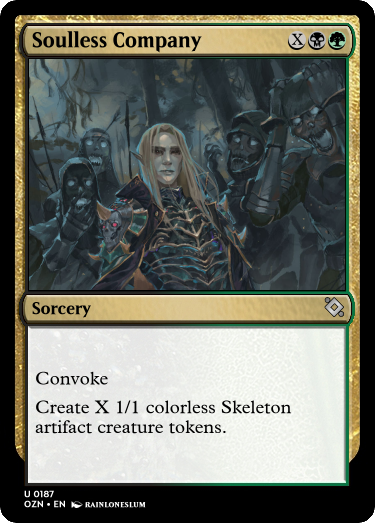 Soulless Company X
Sorcery
Convoke
Create X 1/1 colorless Skeleton
artifact creature tokens.
U 0187
OZN • EN RAINLONESLUM